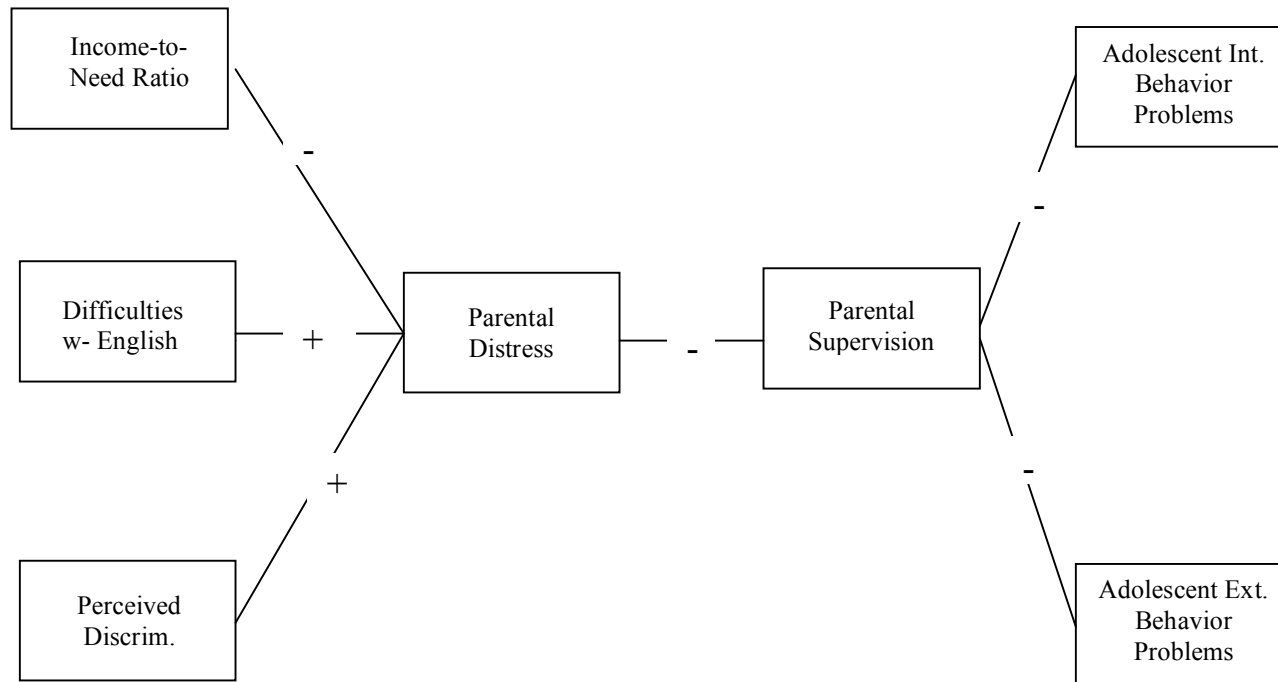 Income-to-
Need Ratio
Adolescent Int.
Behavior
Problems
-
-
Difficulties
w- English
+
Parental
Distress
-
Parental
Supervision
+
-
Perceived
Discrim.
Adolescent Ext.
Behavior
Problems